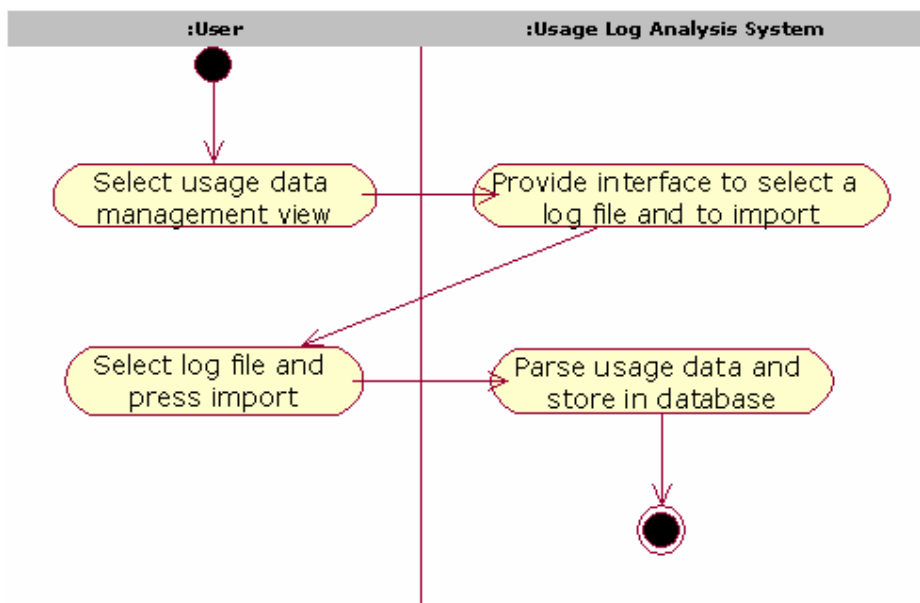 :User
:Usage Log Analysis System
Select usage data
management view
Provide interface to select a
log file and to import
Select log file and
press import
Parse usage data and
store in database